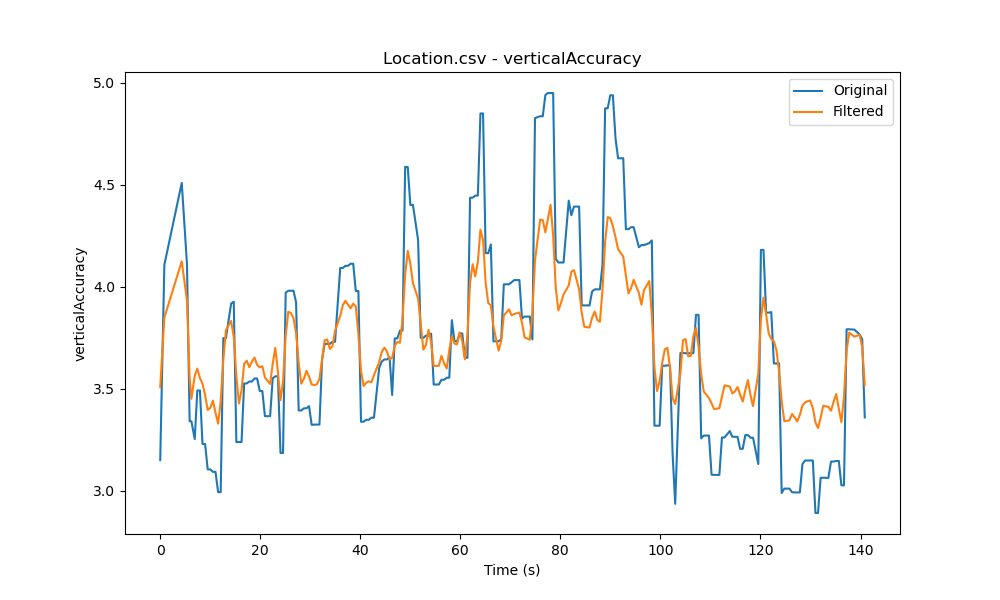 Location.csv - verticalAccuracy
Original
Filtered
verticalAccuracy
5.0
4.5
4.0
3.5
3.0
0 20 40 60 80 100 120 140
Time (s)